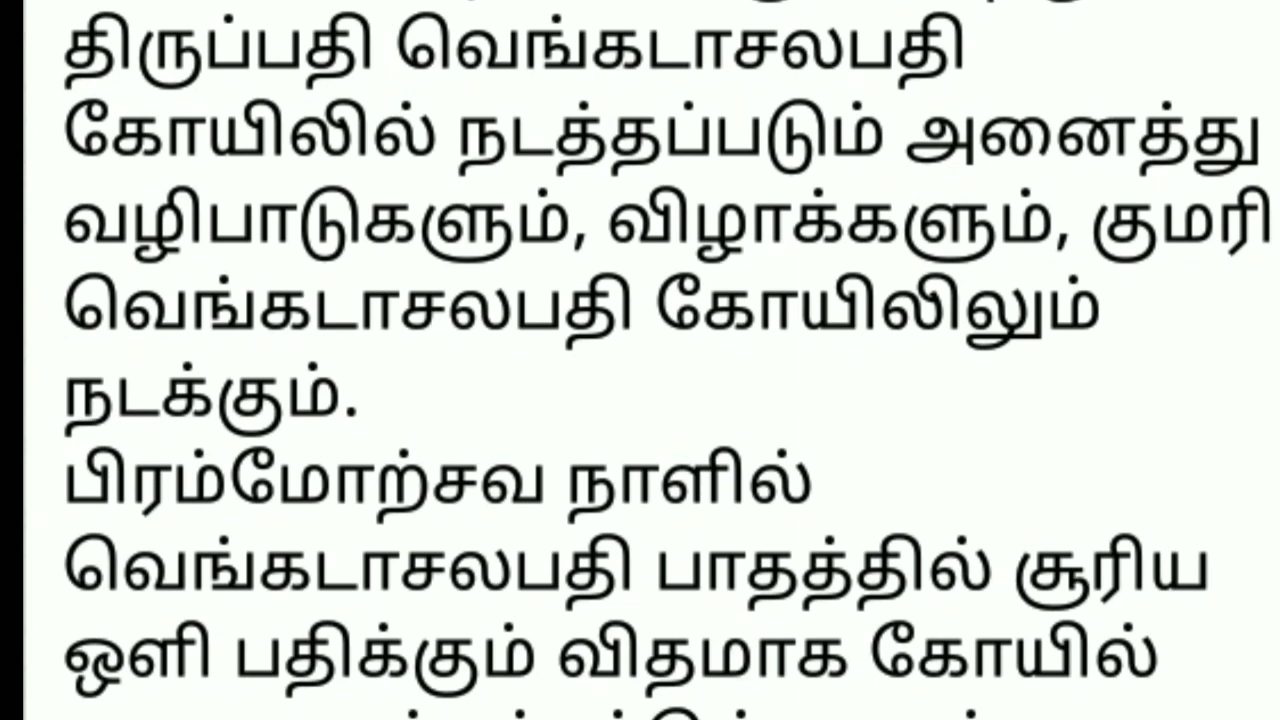 திருப்பதி வெங்கடாசலபதி
கோயிலில் நடத்தப்படும் அனைத்து
வழிபாடுகளும், விழாக்களும், குமரி
வெங்கடாசலபதி கோயிலிலும்
நடக்கும்.
பிரம்மோற்சவ நாளில்
வெங்கடாசலபதி பாதத்தில் சூரிய
ஒளி பதிக்கும் விதமாக கோயில்